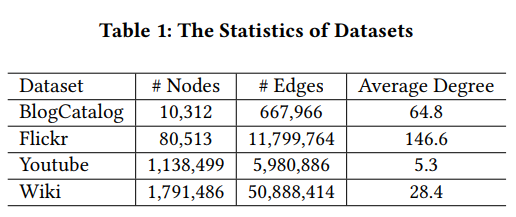 Table 1: The Statistics of Datasets
Dataset # Nodes # Edges Average Degree
BlogCatalog 10,312 667,966 64.8
Flickr 80,513 11,799,764 146.6
Youtube 1,138,499 5,980,886 5.3
Wiki 1,791,486 50,888,414 28.4